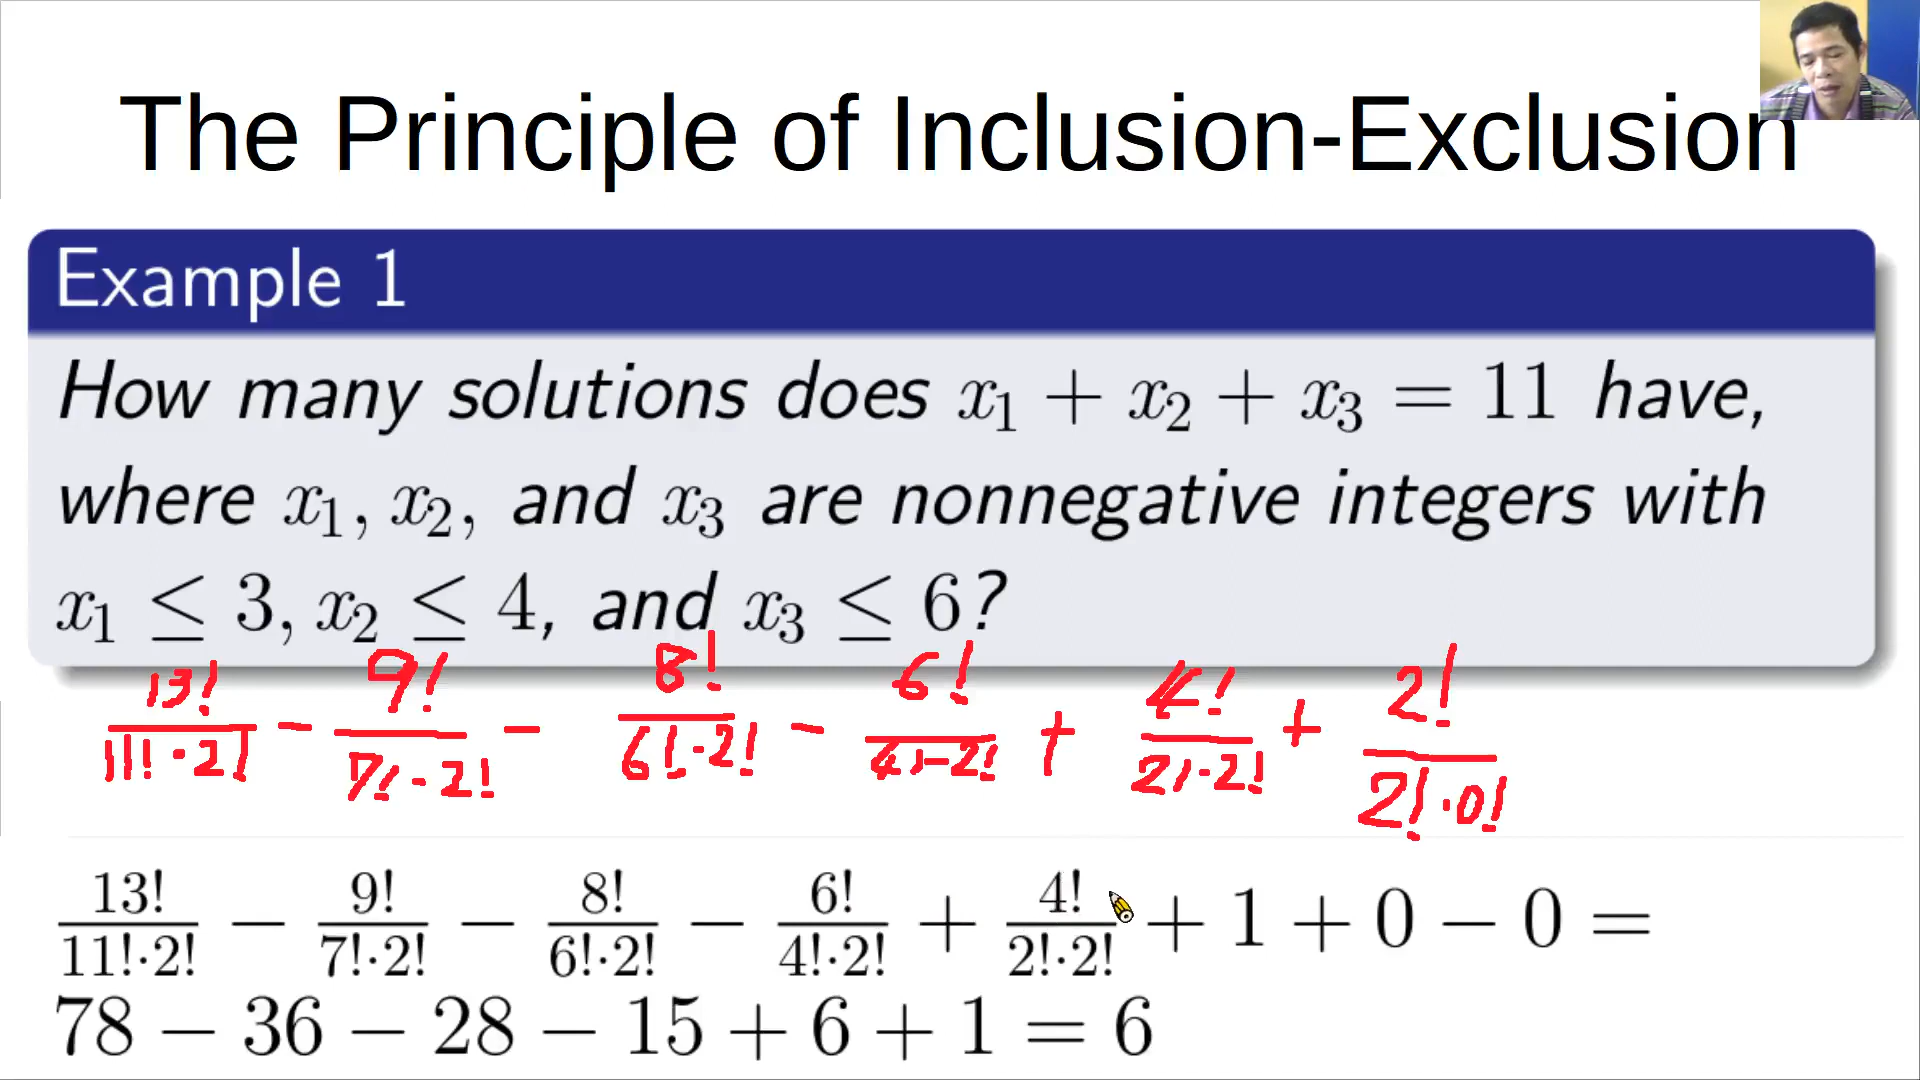 The Principle of Inclusion-Exclusion
Example 1
How many solutions does x₁ + x₂ + x₃ = 11 have,
where x₁, x₂, and x₃ are nonnegative integers with
x₁ ≤ 3, x₂ ≤ 4, and x₃ ≤ 6?
13!/(11!·2!) − 9!/(7!·2!) − 8!/(6!·2!) − 6!/(4!·2!) + 4!/(2!·2!) + 2!/(2!·0!)
13!/(11!·2!) − 9!/(7!·2!) − 8!/(6!·2!) − 6!/(4!·2!) + 4!/(2!·2!) + 1 + 0 − 0 =
78 − 36 − 28 − 15 + 6 + 1 = 6